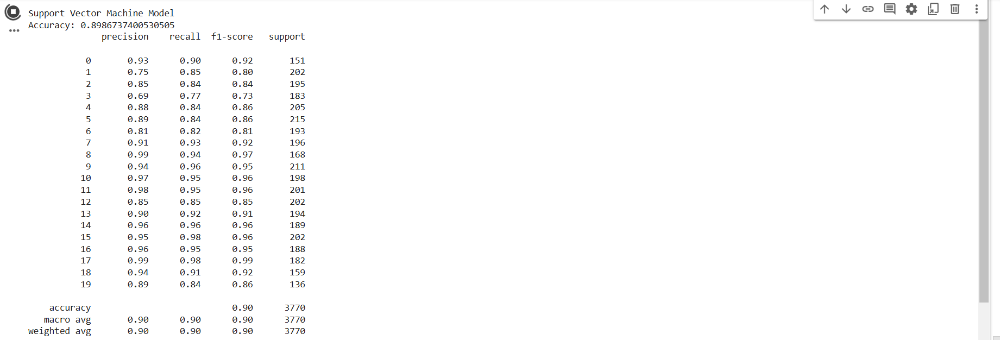 Support Vector Machine Model
Accuracy: 0.8986737400530505
precision recall f1-score support
0 0.93 0.90 0.92 151
1 0.75 0.85 0.80 202
2 0.85 0.84 0.84 195
3 0.69 0.77 0.73 183
4 0.88 0.84 0.86 205
5 0.89 0.84 0.86 215
6 0.81 0.82 0.81 193
7 0.91 0.93 0.92 196
8 0.99 0.94 0.97 168
9 0.94 0.96 0.95 211
10 0.97 0.95 0.96 198
11 0.98 0.95 0.96 201
12 0.85 0.85 0.85 202
13 0.90 0.92 0.91 194
14 0.96 0.96 0.96 189
15 0.95 0.98 0.96 202
16 0.96 0.95 0.95 188
17 0.99 0.98 0.99 182
18 0.94 0.91 0.92 159
19 0.89 0.84 0.86 136
accuracy 0.90 3770
macro avg 0.90 0.90 0.90 3770
weighted avg 0.90 0.90 0.90 3770